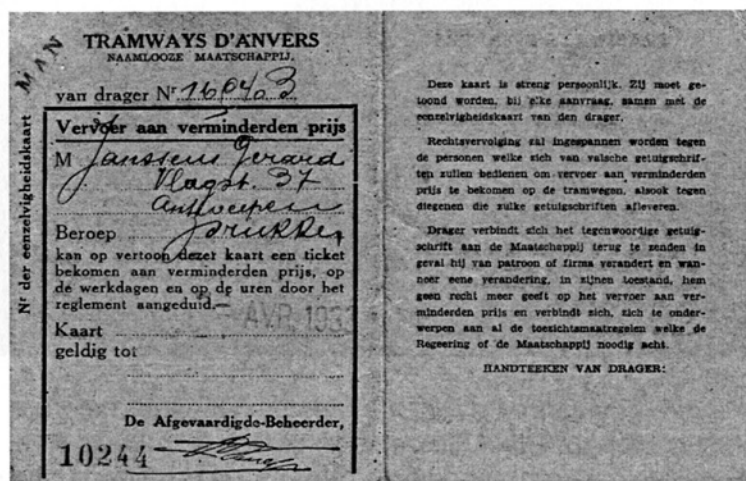 TRAMWAYS D'ANVERS
NAAMLOOZE MAATSCHAPPIJ.
MAN
van drager Nr 16043
Nr der eenzelvigheidskaart
Vervoer aan verminderden prijs
M Janssens Gerard
Vlagst. 37
Antwerpen
Beroep Drukker
kan op vertoon dezer kaart een ticket
bekomen aan verminderden prijs, op
de werkdagen en op de uren door het
reglement aangeduid.—
AVR 193
Kaart
geldig tot
De Afgevaardigde-Beheerder,
10244
Deze kaart is streng persoonlijk. Zij moet ge-
toond worden, bij elke aanvraag, samen met de
eenzelvigheidskaart van den drager.
Rechtsvervolging zal ingespannen worden tegen
de personen welke zich van valsche getuigschrif-
ten zullen bedienen om vervoer aan verminderden
prijs te bekomen op de tramwegen, alsook tegen
diegenen die zulke getuigschriften afleveren.
Drager verbindt zich het tegenwoordige getuig-
schrift aan de Maatschappij terug te zenden in
geval hij van patroon of firma verandert en wan-
neer eene verandering, in zijnen toestand, hem
geen recht meer geeft op het vervoer aan ver-
minderden prijs en verbindt zich, zich te onder-
werpen aan al de toezichtsmaatregelen welke de
Regeering of de Maatschappij noodig acht.
HANDTEEKEN VAN DRAGER: